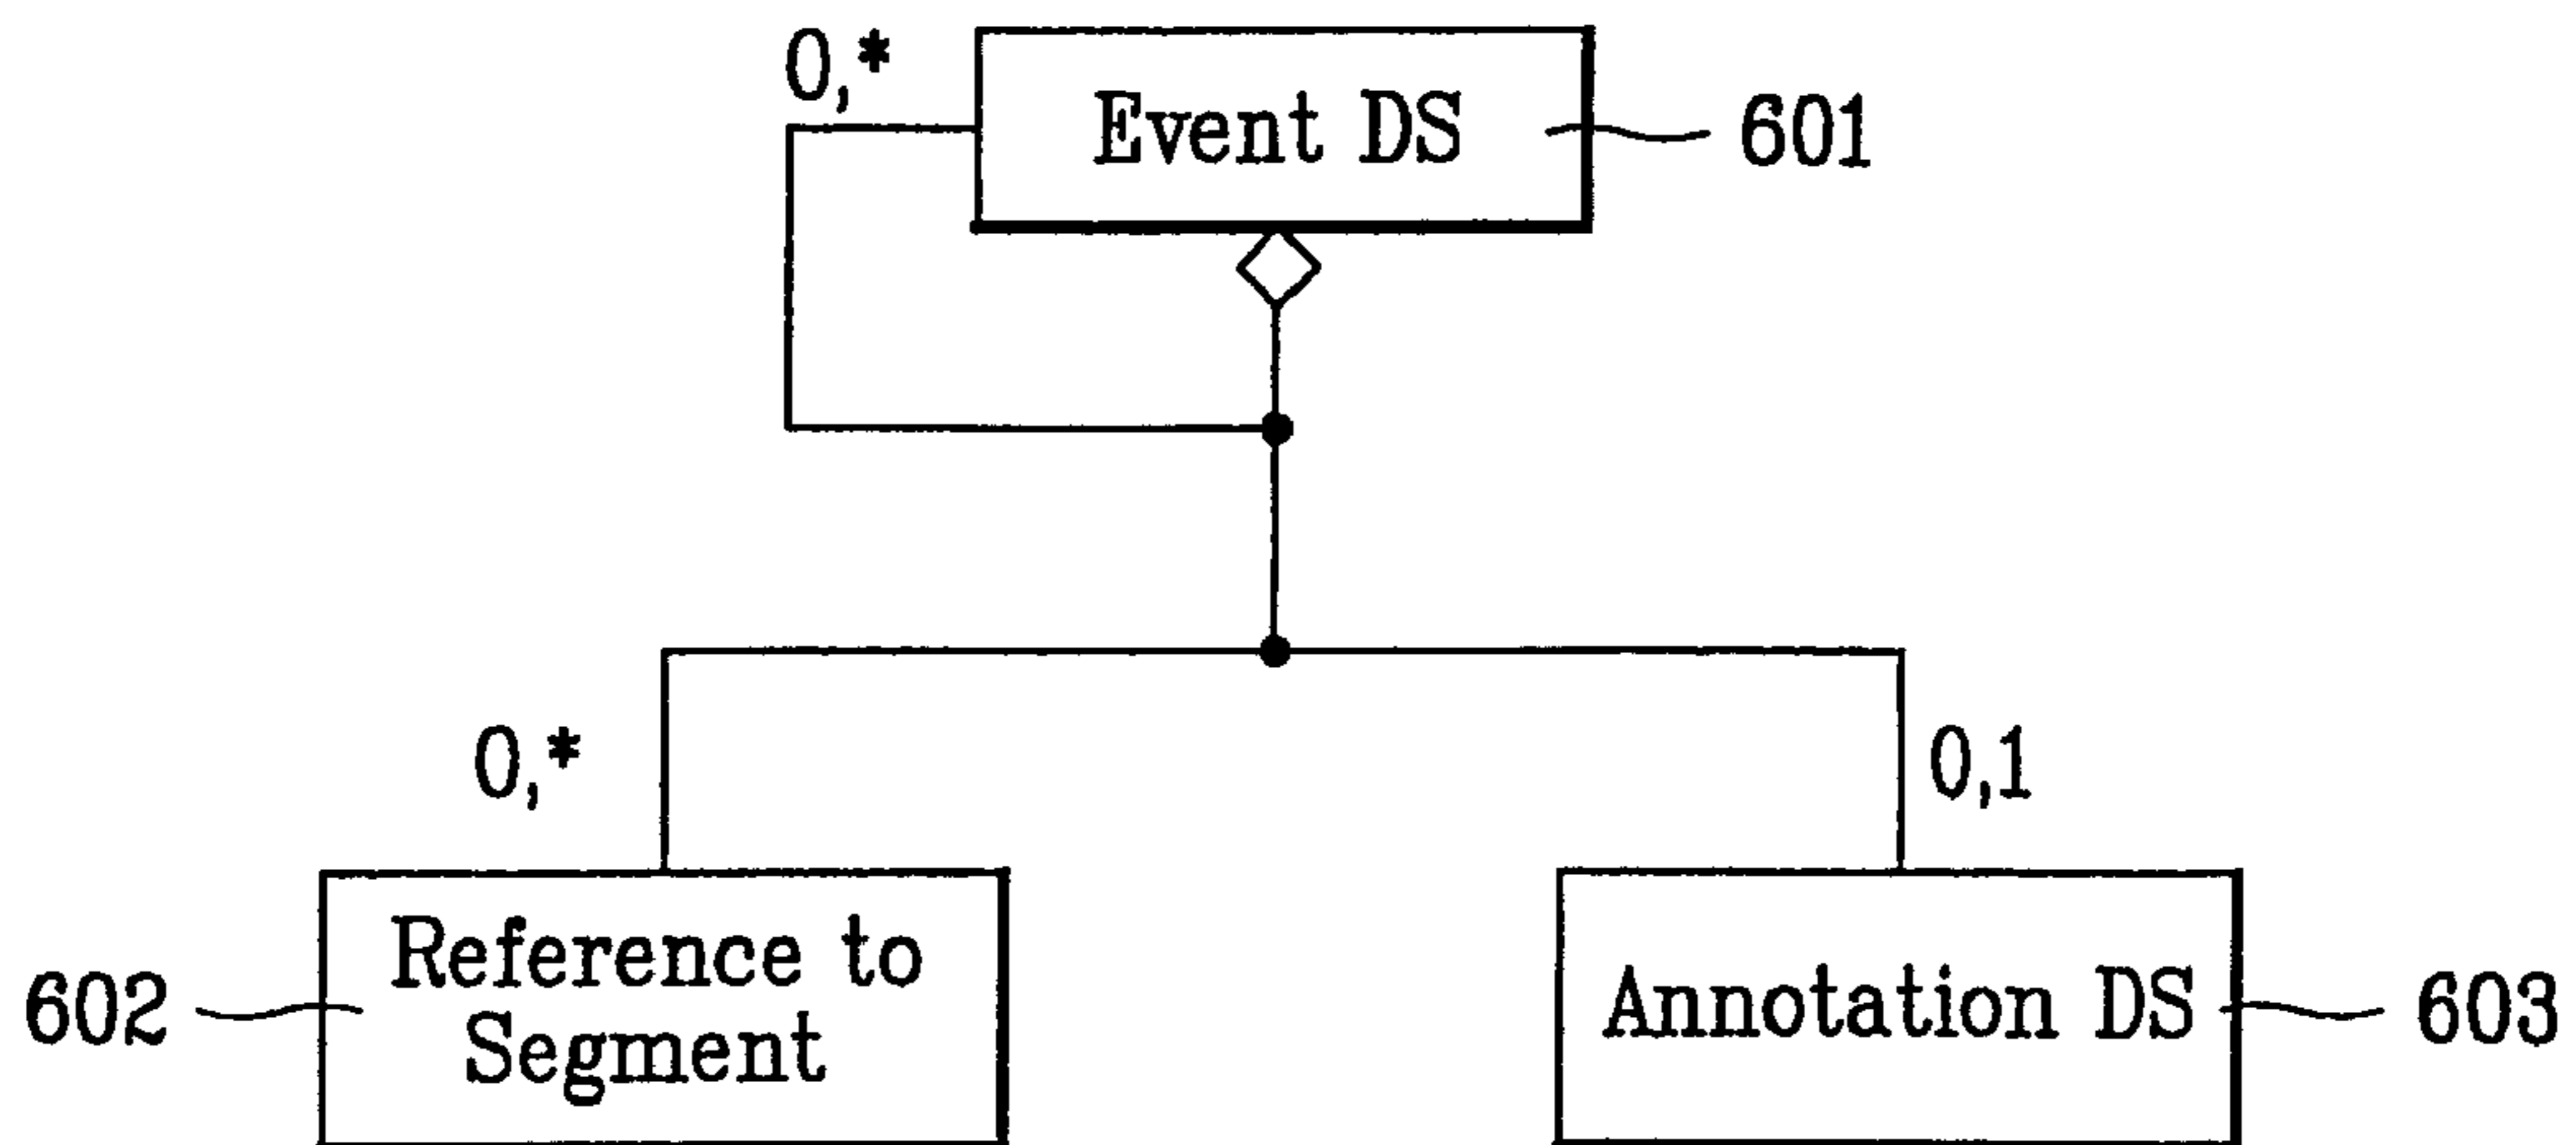 0,*
Event DS
601
0,*
0,1
Reference to
Segment
602
Annotation DS
603